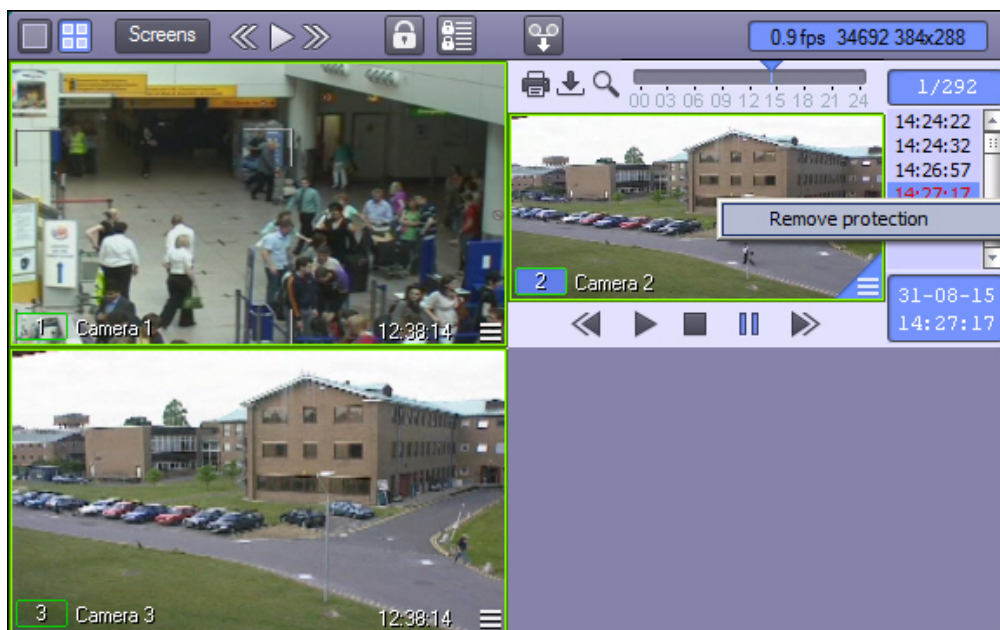 Screens
0.9 fps 34692 384x288
00 03 06 09 12 15 18 21 24
1/292
14:24:22
14:24:32
14:26:57
14:27:17
Remove protection
2 Camera 2
31-08-15
14:27:17
1 Camera 1 12:38:14
3 Camera 3 12:38:14